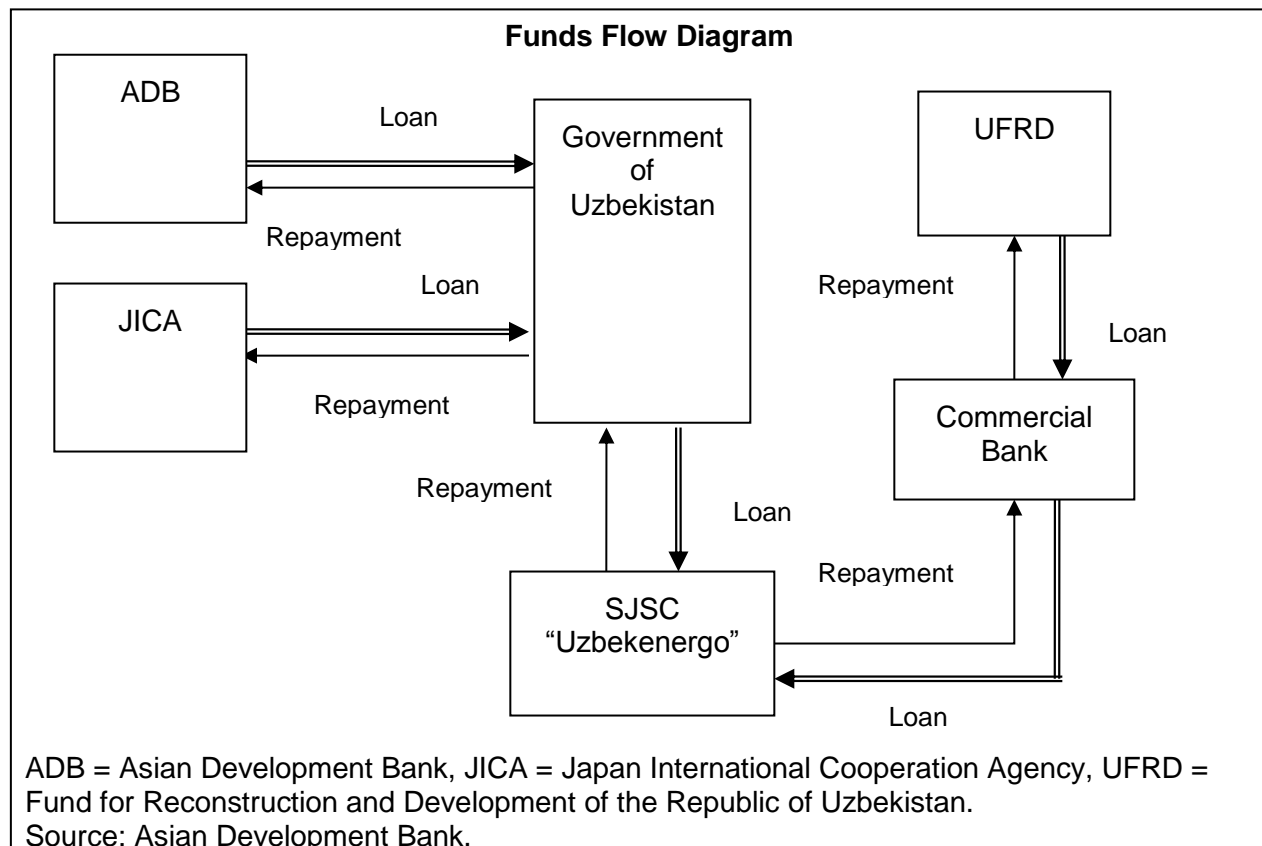 Funds Flow Diagram
ADB
Loan
Government
of
Uzbekistan
UFRD
Repayment
Loan
JICA
Repayment
Repayment
Loan
Commercial
Bank
Repayment
Loan
Repayment
SJSC
“Uzbekenergo”
Loan
ADB = Asian Development Bank, JICA = Japan International Cooperation Agency, UFRD =
Fund for Reconstruction and Development of the Republic of Uzbekistan.
Source: Asian Development Bank.